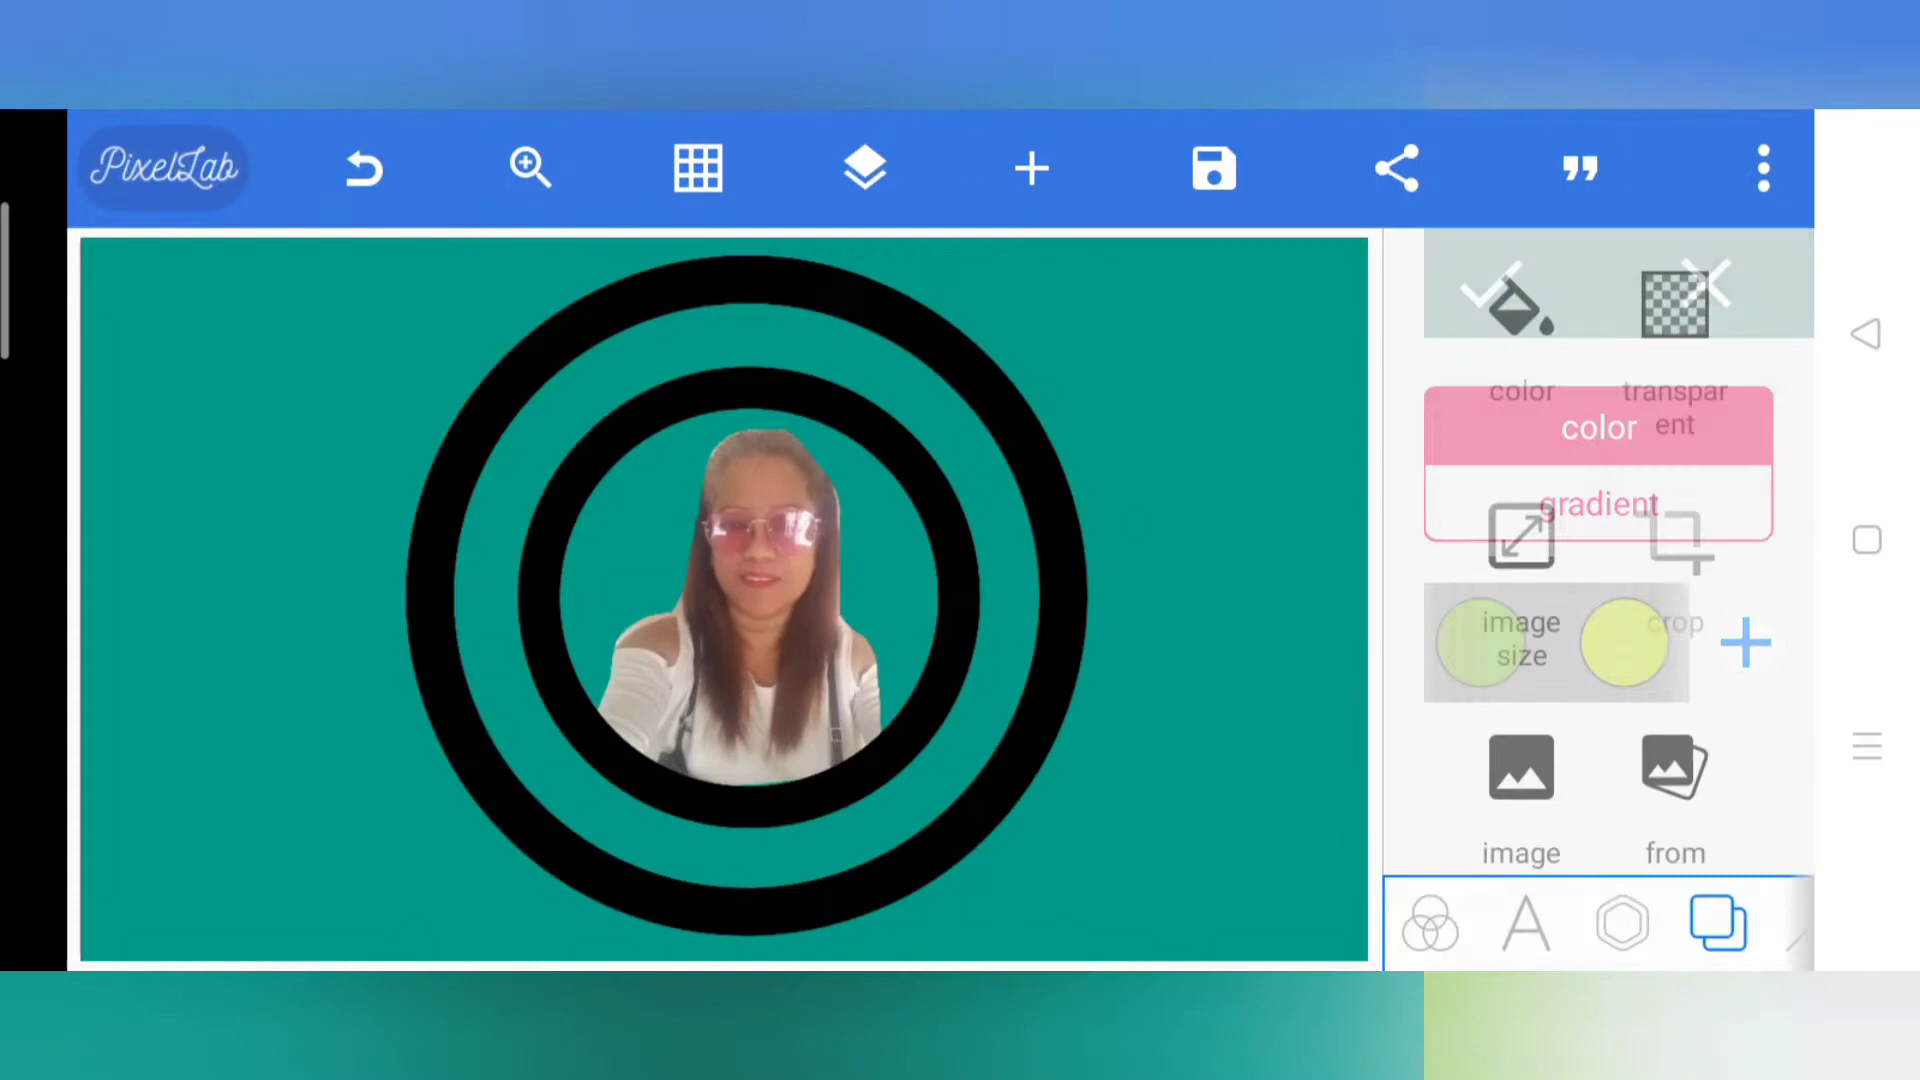 PixelLab
color
transpar
ent
color
gradient
image
size
crop
image
from